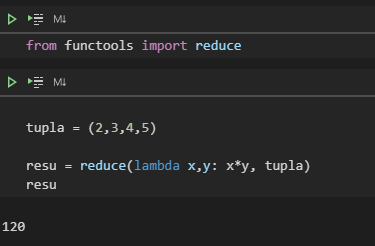 M↓
from functools import reduce
M↓
tupla = (2,3,4,5)
resu = reduce(lambda x,y: x*y, tupla)
resu
120